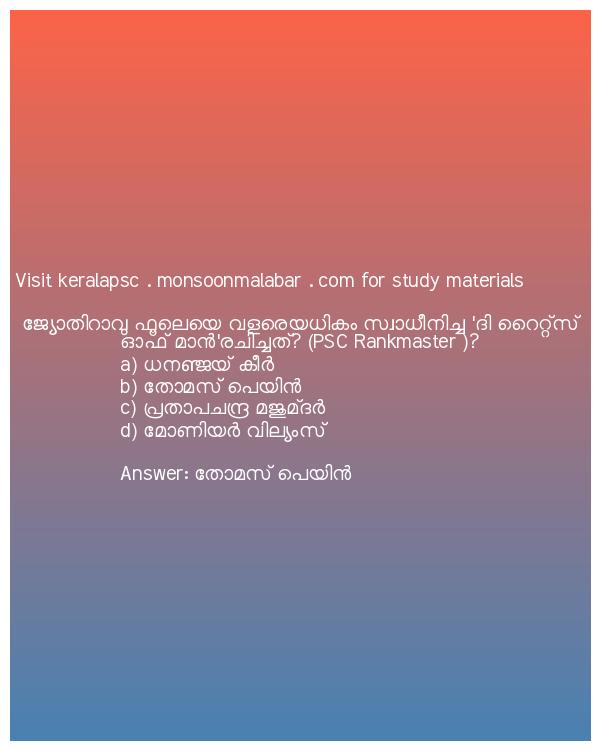 Visit keralapsc . monsoonmalabar . com for study materials
ജ്യോതിറാവു ഫൂലെയെ വളരെയധികം സ്വാധീനിച്ച 'ദി റൈറ്റ്സ്
ഓഫ് മാൻ'രചിച്ചത്? (PSC Rankmaster )?
a) ധനഞ്ജയ് കീർ
b) തോമസ് പെയിൻ
c) പ്രതാപചന്ദ്ര മജുമ്ദർ
d) മോണിയർ വില്യംസ്
Answer: തോമസ് പെയിൻ